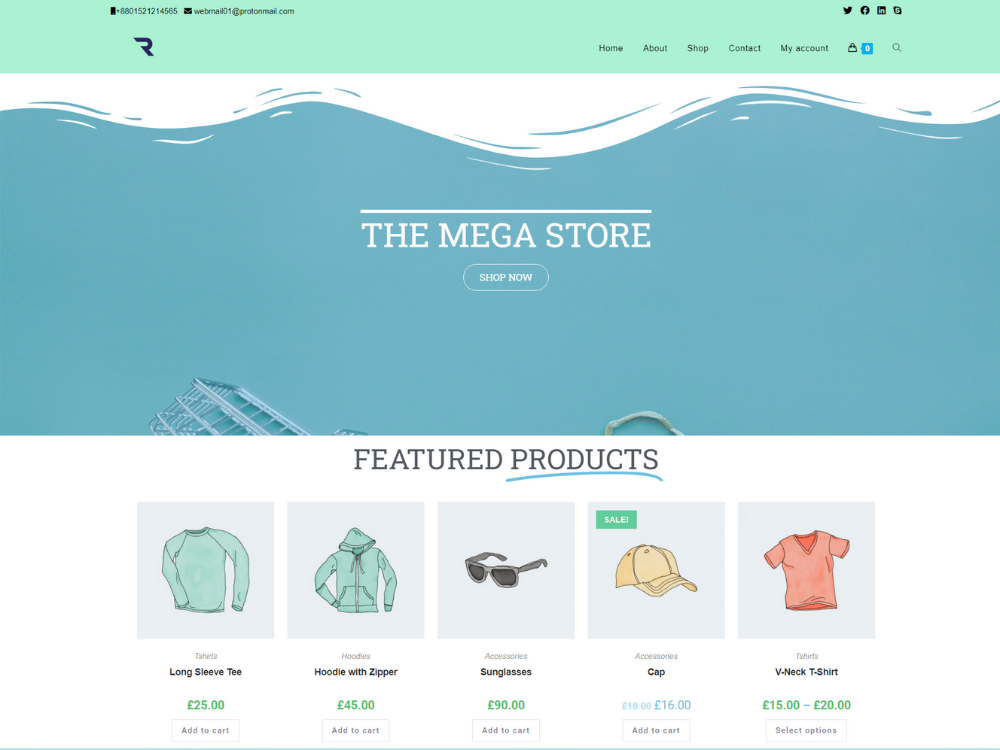 +8801521214565 webmail01@protonmail.com
Home About Shop Contact My account 0
THE MEGA STORE
SHOP NOW
FEATURED PRODUCTS
SALE!
Tshirts Hoodies Accessories Accessories Tshirts
Long Sleeve Tee Hoodie with Zipper Sunglasses Cap V-Neck T-Shirt
£25.00 £45.00 £90.00 £18.00 £16.00 £15.00 – £20.00
Add to cart Add to cart Add to cart Add to cart Select options